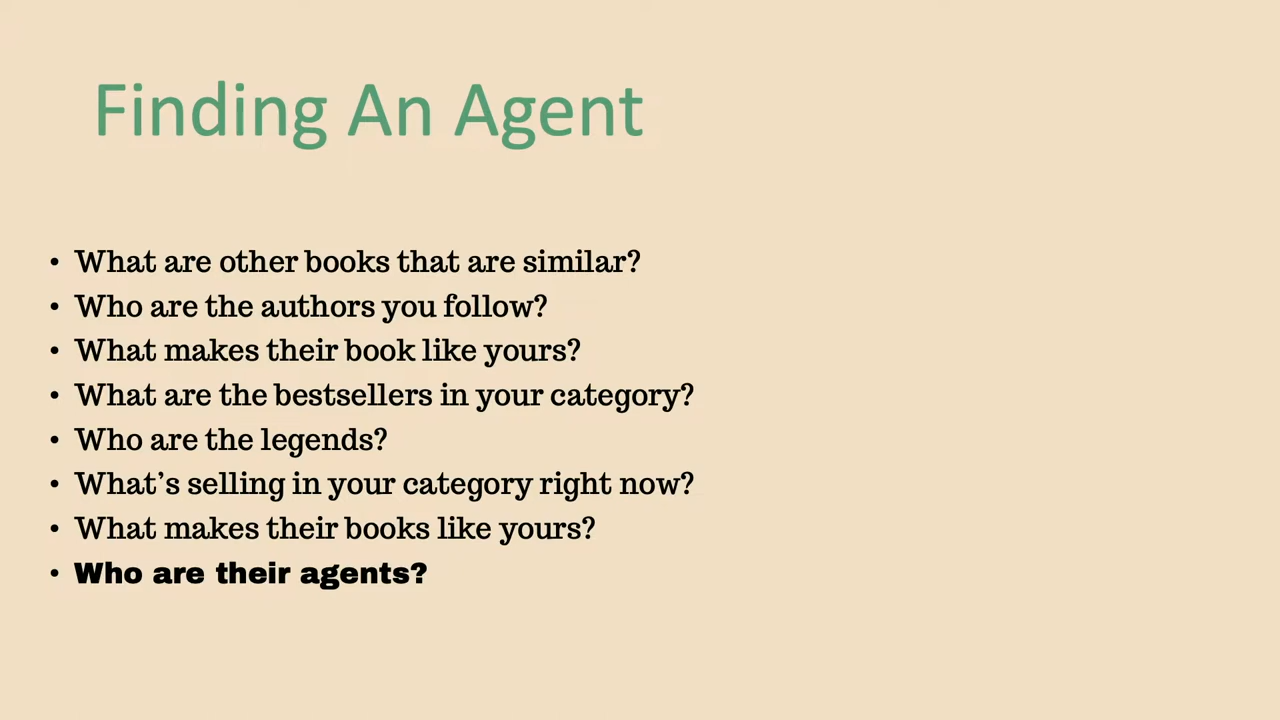 Finding An Agent
• What are other books that are similar?
• Who are the authors you follow?
• What makes their book like yours?
• What are the bestsellers in your category?
• Who are the legends?
• What’s selling in your category right now?
• What makes their books like yours?
• Who are their agents?